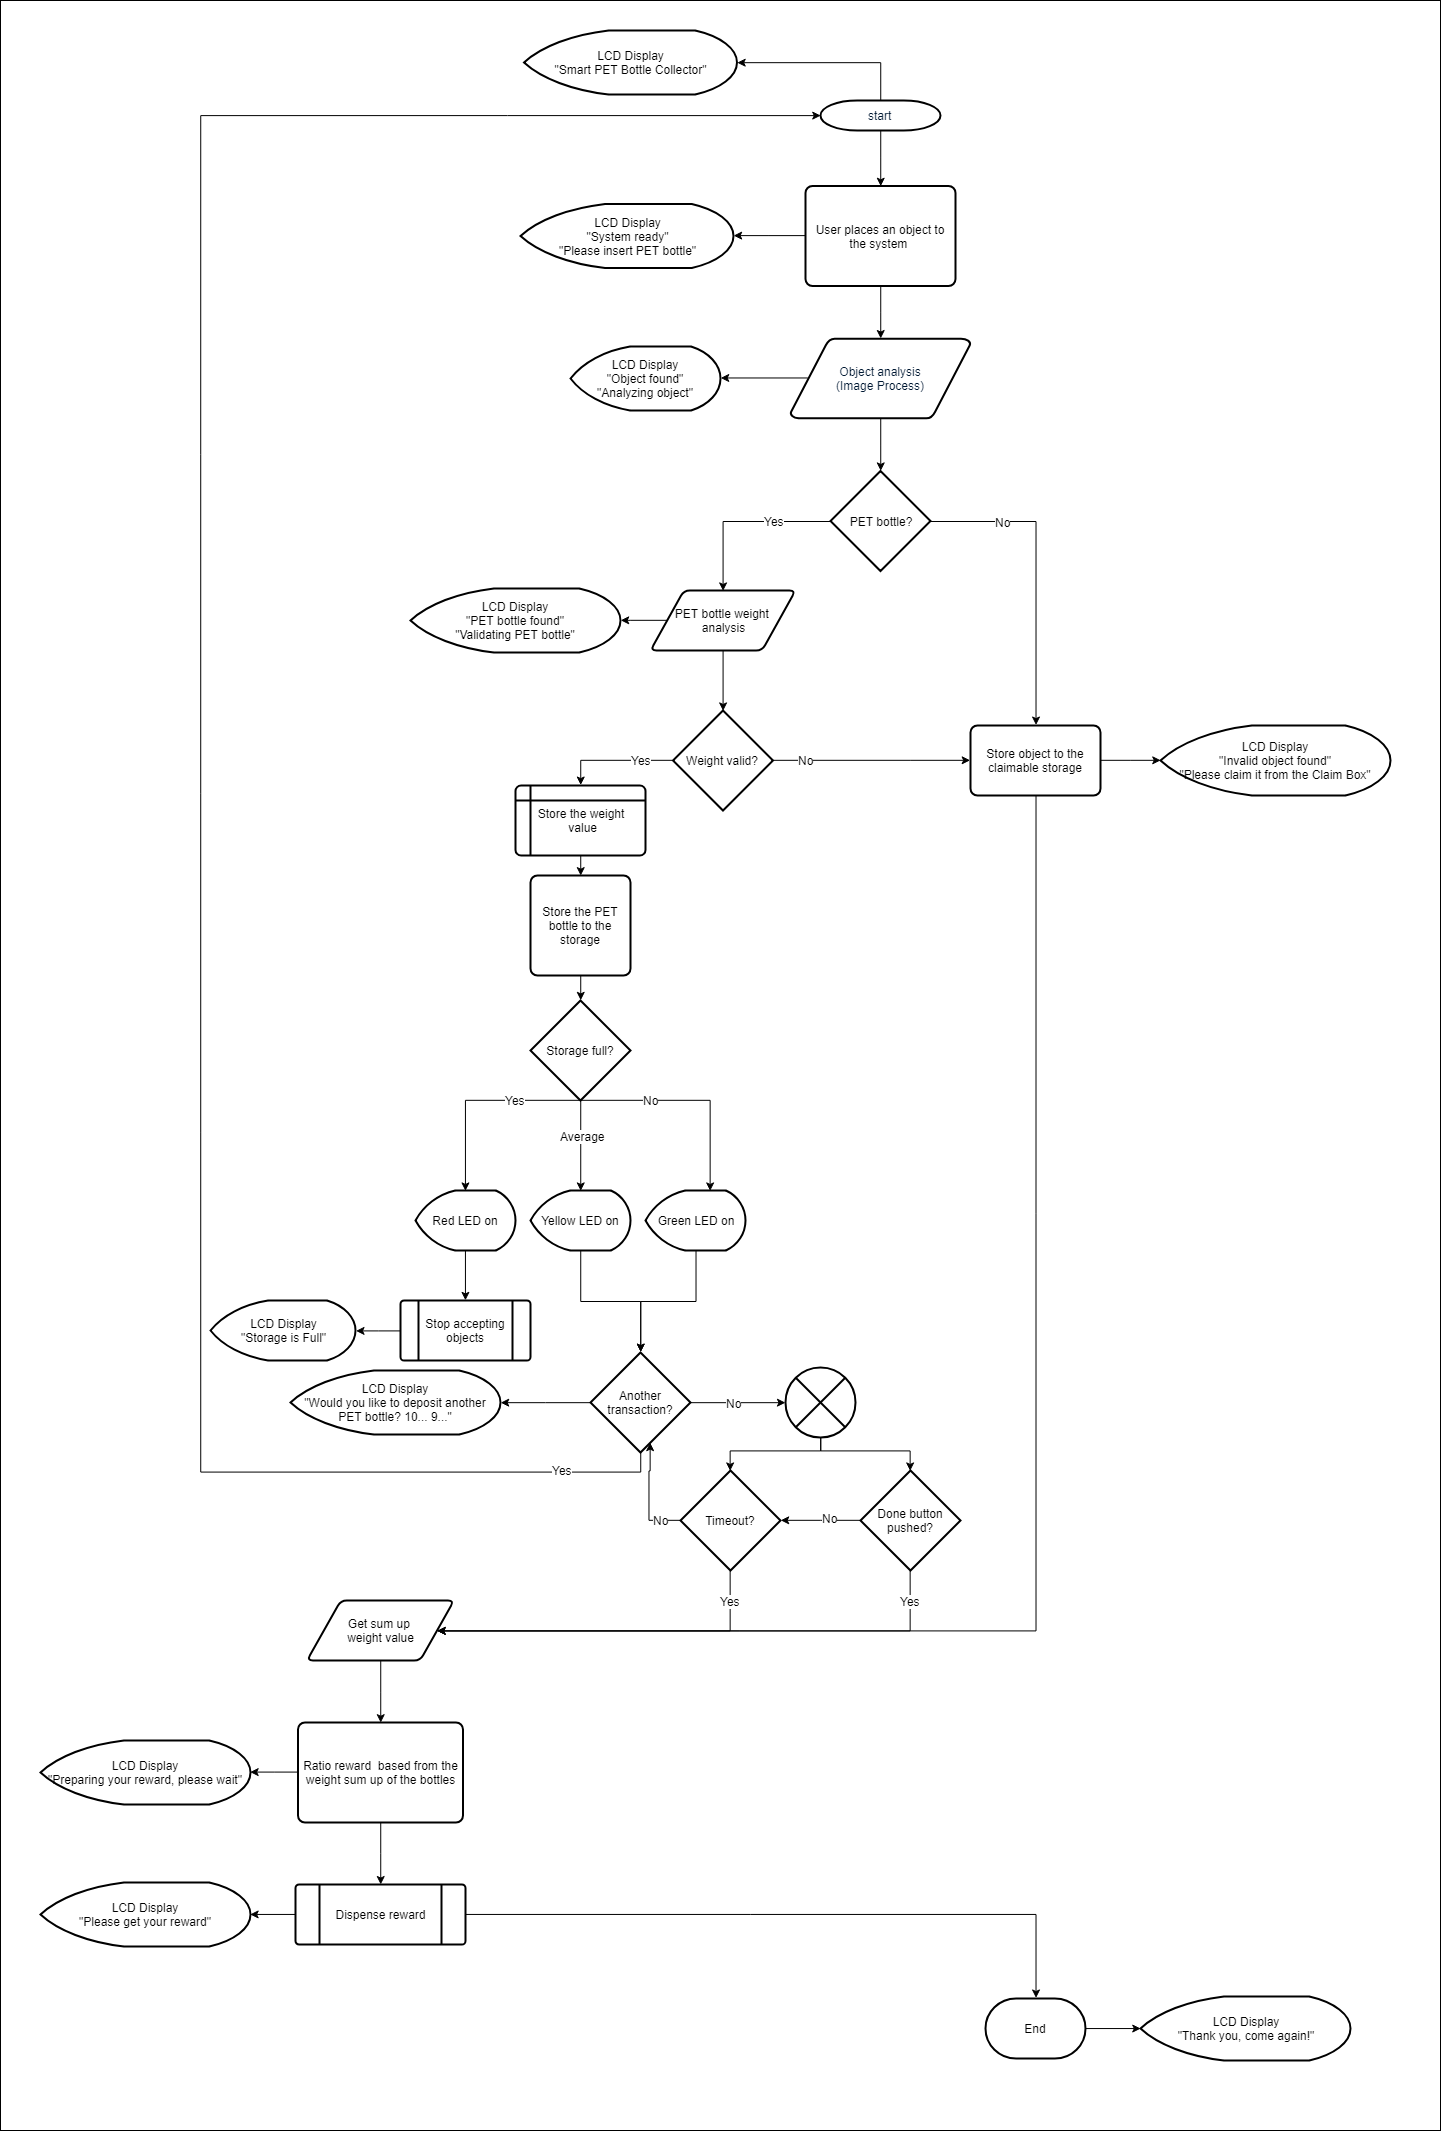 LCD Display
"Smart PET Bottle Collector"
start
LCD Display
"System ready"
"Please insert PET bottle"
User places an object to
the system
LCD Display
"Object found"
"Analyzing object"
Object analysis
(Image Process)
PET bottle?
Yes
No
LCD Display
"PET bottle found"
"Validating PET bottle"
PET bottle weight
analysis
Weight valid?
Yes
No
Store object to the
claimable storage
LCD Display
"Invalid object found"
"Please claim it from the Claim Box"
Store the weight
value
Store the PET
bottle to the
storage
Storage full?
Yes
No
Average
Red LED on
Yellow LED on
Green LED on
LCD Display
"Storage is Full"
Stop accepting
objects
LCD Display
"Would you like to deposit another
PET bottle? 10... 9..."
Another
transaction?
No
Yes
Timeout?
No
Done button
pushed?
No
Yes
Yes
Get sum up
weight value
LCD Display
"Preparing your reward, please wait"
Ratio reward  based from the
weight sum up of the bottles
LCD Display
"Please get your reward"
Dispense reward
End
LCD Display
"Thank you, come again!"